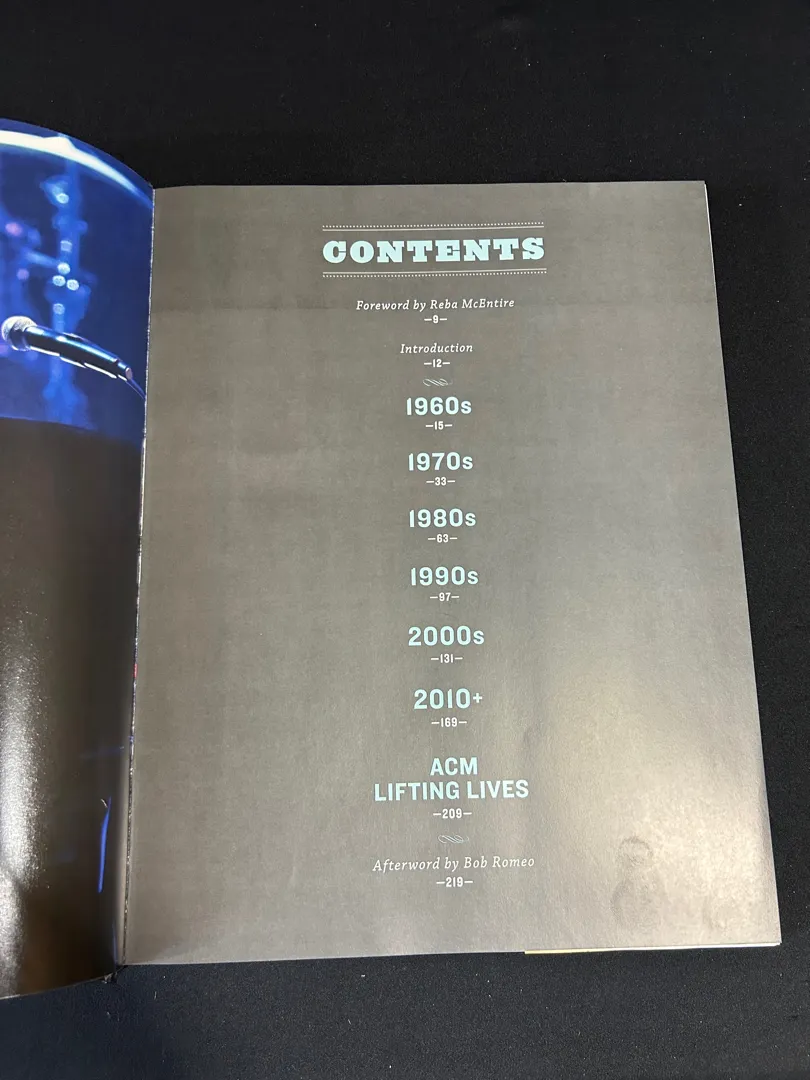 CONTENTS
Foreword by Reba McEntire
—9—
Introduction
—12—
1960s
—15—
1970s
—33—
1980s
—63—
1990s
—97—
2000s
—131—
2010+
—169—
ACM
LIFTING LIVES
—209—
Afterword by Bob Romeo
—219—